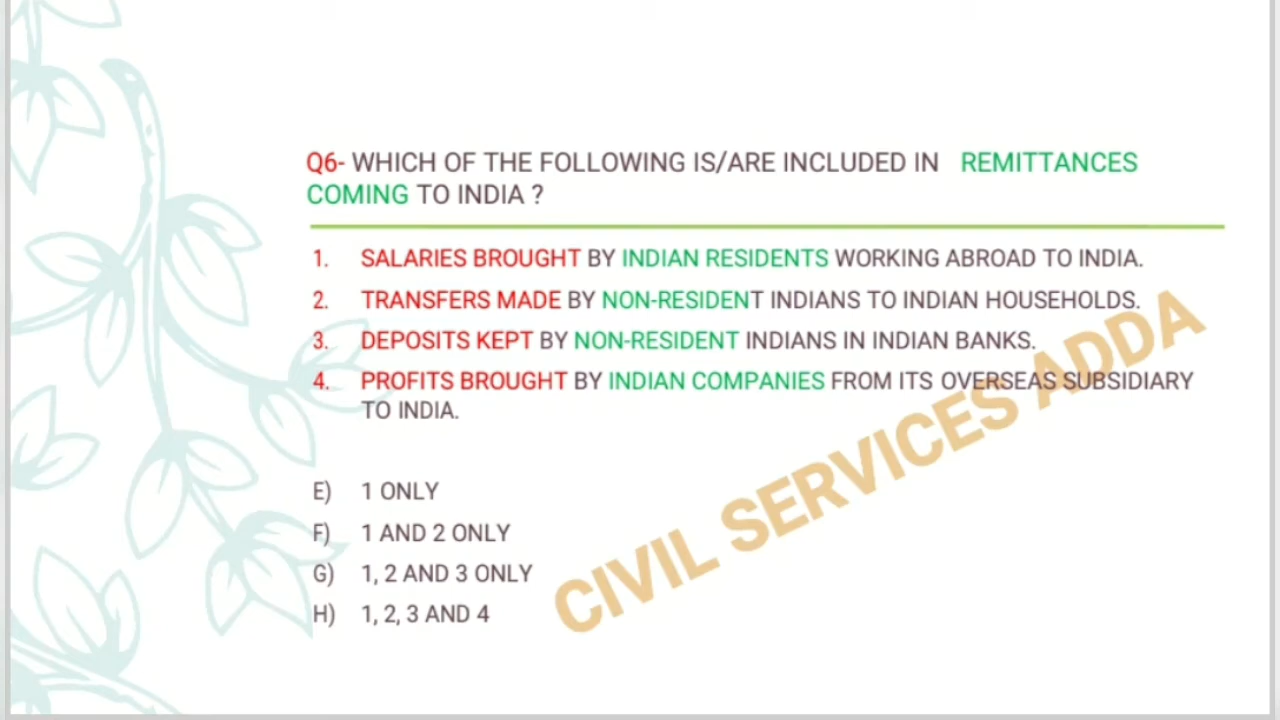 Q6- WHICH OF THE FOLLOWING IS/ARE INCLUDED IN REMITTANCES
COMING TO INDIA ?
1. SALARIES BROUGHT BY INDIAN RESIDENTS WORKING ABROAD TO INDIA.
2. TRANSFERS MADE BY NON-RESIDENT INDIANS TO INDIAN HOUSEHOLDS.
3. DEPOSITS KEPT BY NON-RESIDENT INDIANS IN INDIAN BANKS.
4. PROFITS BROUGHT BY INDIAN COMPANIES FROM ITS OVERSEAS SUBSIDIARY
TO INDIA.
E) 1 ONLY
F) 1 AND 2 ONLY
G) 1, 2 AND 3 ONLY
H) 1, 2, 3 AND 4
CIVIL SERVICES ADDA